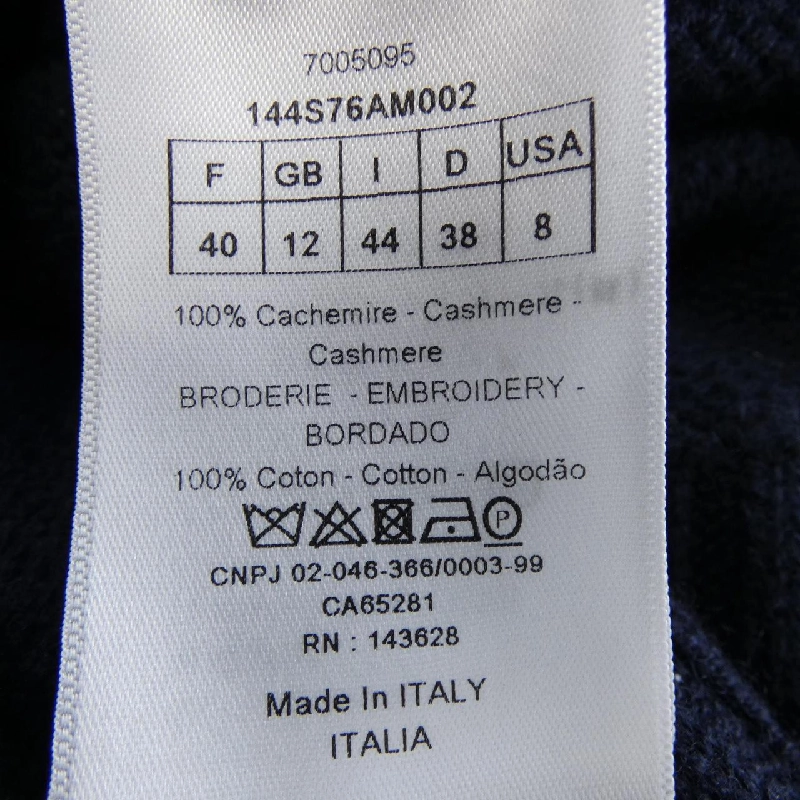 7005095
144S76AM002
F GB I D USA
40 12 44 38 8
100% Cachemire - Cashmere -
Cashmere
BRODERIE - EMBROIDERY -
BORDADO
100% Coton - Cotton - Algodão
P
CNPJ 02-046-366/0003-99
CA65281
RN : 143628
Made In ITALY
ITALIA